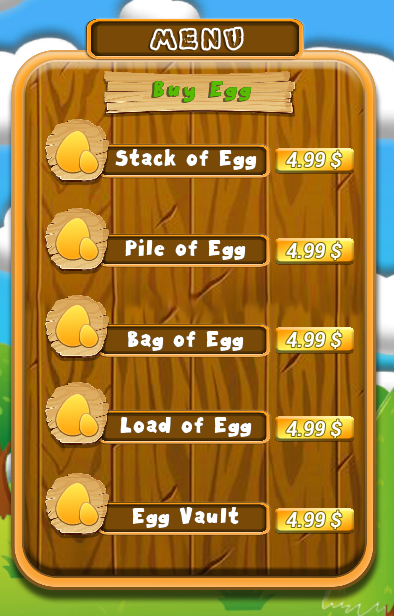 MENU
Buy Egg
Stack of Egg 4.99 $
Pile of Egg 4.99 $
Bag of Egg 4.99 $
Load of Egg 4.99 $
Egg Vault 4.99 $